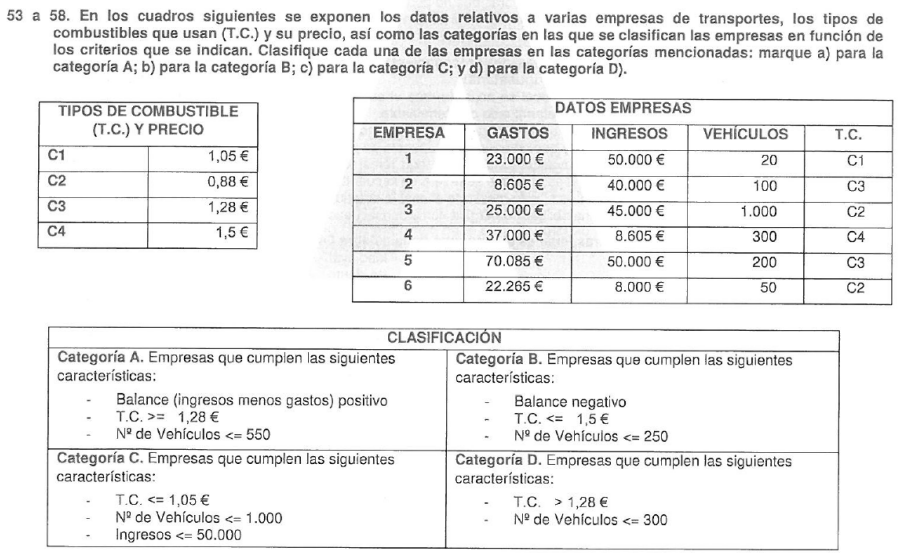 53 a 58. En los cuadros siguientes se exponen los datos relativos a varias empresas de transportes, los tipos de
combustibles que usan (T.C.) y su precio, así como las categorías en las que se clasifican las empresas en función de
los criterios que se indican. Clasifique cada una de las empresas en las categorías mencionadas: marque a) para la
categoría A; b) para la categoría B; c) para la categoría C; y d) para la categoría D).
TIPOS DE COMBUSTIBLE
(T.C.) Y PRECIO
C1 1,05 €
C2 0,88 €
C3 1,28 €
C4 1,5 €
DATOS EMPRESAS
EMPRESA GASTOS INGRESOS VEHÍCULOS T.C.
1 23.000 € 50.000 € 20 C1
2 8.605 € 40.000 € 100 C3
3 25.000 € 45.000 € 1.000 C2
4 37.000 € 8.605 € 300 C4
5 70.085 € 50.000 € 200 C3
6 22.265 € 8.000 € 50 C2
CLASIFICACIÓN
Categoría A. Empresas que cumplen las siguientes
características:
- Balance (ingresos menos gastos) positivo
- T.C. >= 1,28 €
- Nº de Vehículos <= 550
Categoría B. Empresas que cumplen las siguientes
características:
- Balance negativo
- T.C. <= 1,5 €
- Nº de Vehículos <= 250
Categoría C. Empresas que cumplen las siguientes
características:
- T.C. <= 1,05 €
- Nº de Vehículos <= 1.000
- Ingresos <= 50.000
Categoría D. Empresas que cumplen las siguientes
características:
- T.C. > 1,28 €
- Nº de Vehículos <= 300